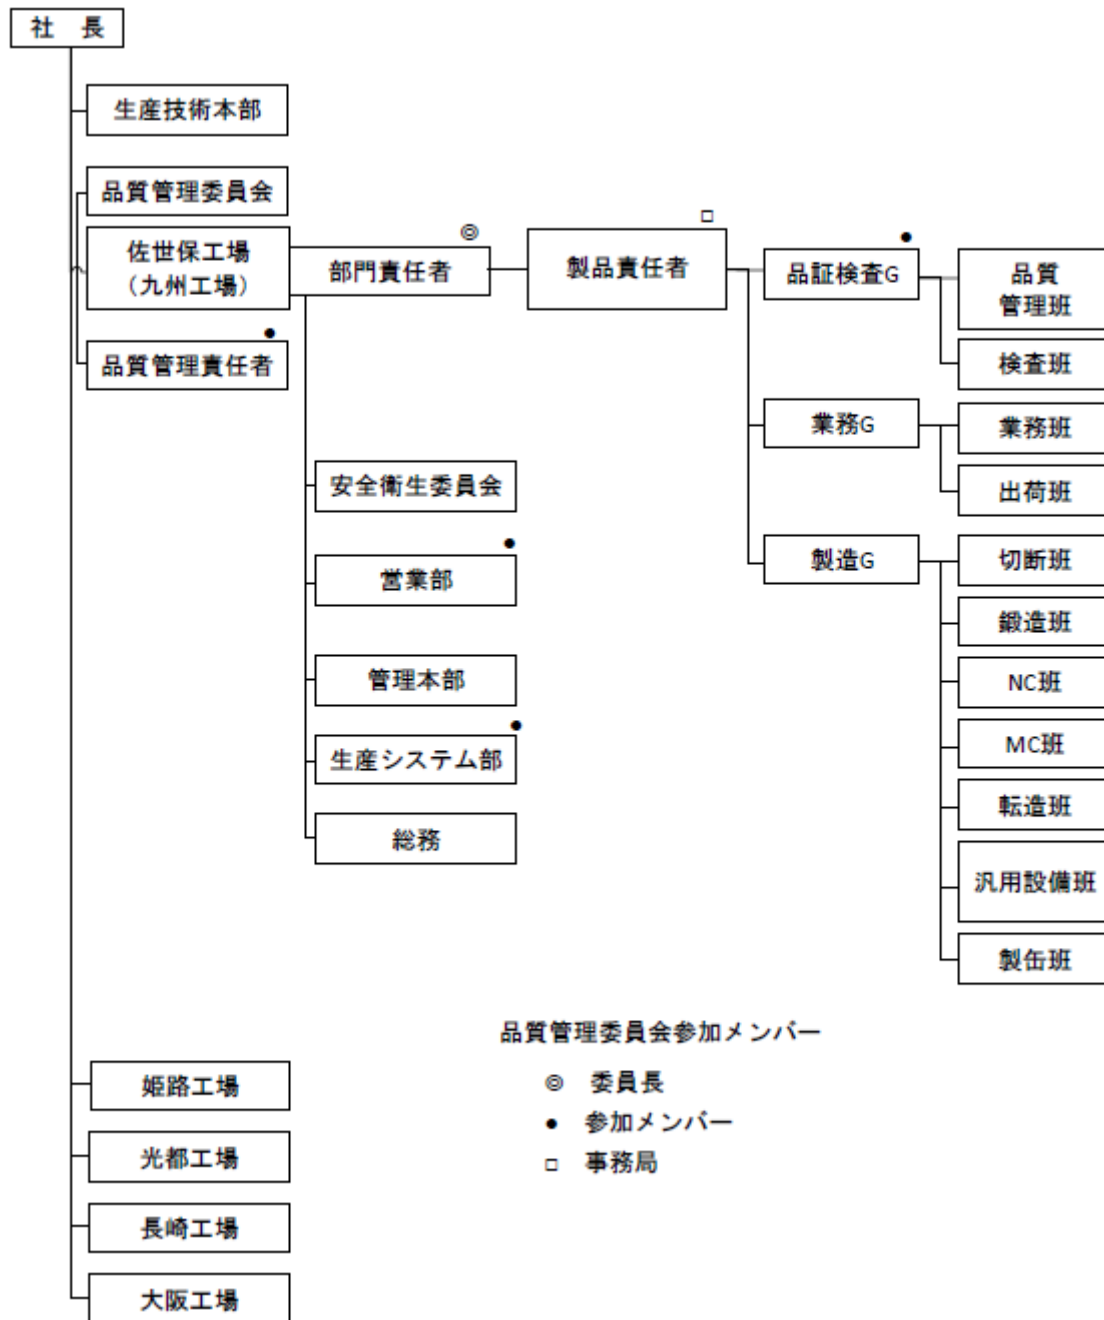 社　長
生産技術本部
品質管理委員会
佐世保工場
（九州工場）
品質管理責任者
◎
部門責任者
□
製品責任者
●
品証検査G
品質
管理班
検査班
●
業務G
業務班
出荷班
安全衛生委員会
●
営業部
管理本部
●
生産システム部
総務
製造G
切断班
鍛造班
NC班
MC班
転造班
汎用設備班
製缶班
品質管理委員会参加メンバー
◎　委員長
●　参加メンバー
□　事務局
姫路工場
光都工場
長崎工場
大阪工場